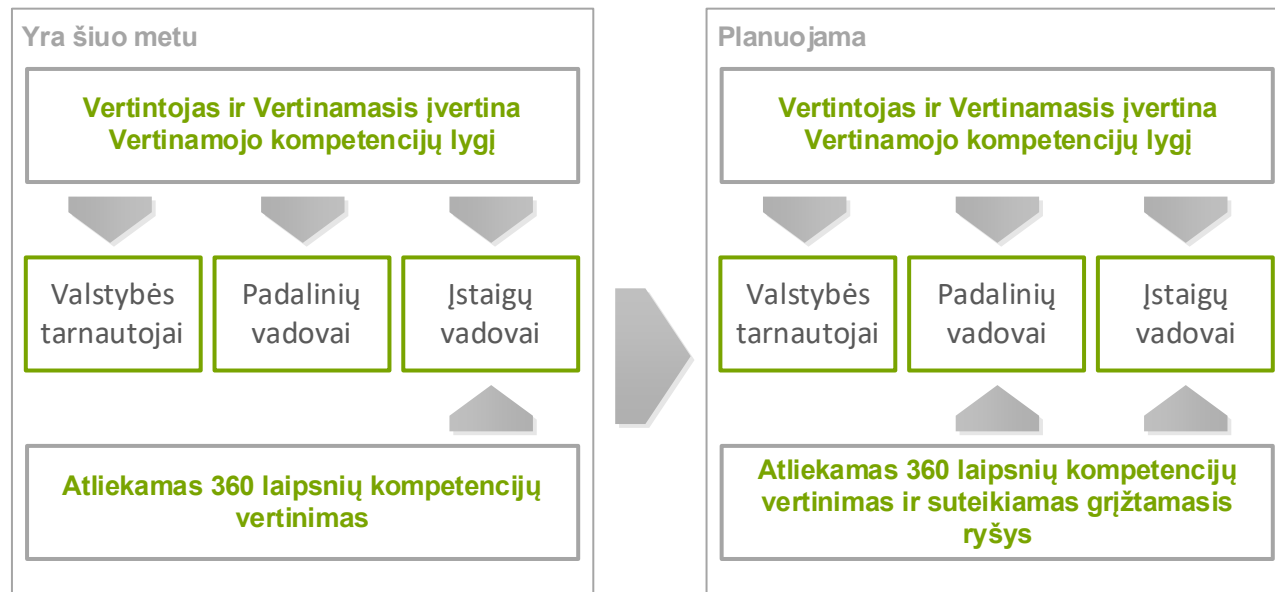 Yra šiuo metu
Vertintojas ir Vertinamasis įvertina
Vertinamojo kompetencijų lygį
Valstybės
tarnautojai
Padalinių
vadovai
Įstaigų
vadovai
Atliekamas 360 laipsnių kompetencijų
vertinimas
Planuojama
Vertintojas ir Vertinamasis įvertina
Vertinamojo kompetencijų lygį
Valstybės
tarnautojai
Padalinių
vadovai
Įstaigų
vadovai
Atliekamas 360 laipsnių kompetencijų
vertinimas ir suteikiamas grįžtamasis
ryšys